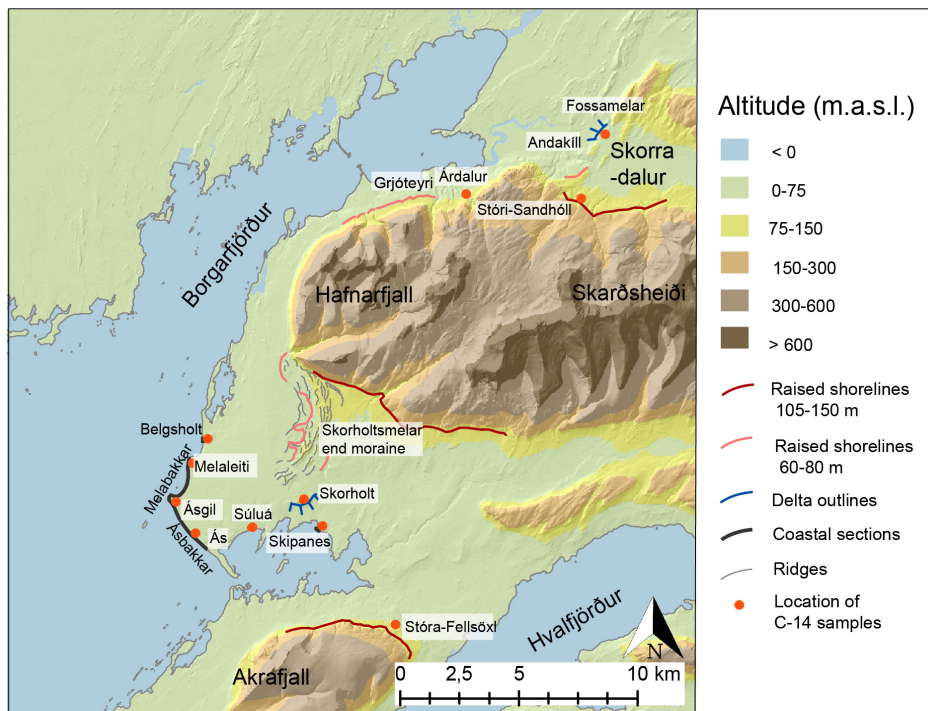 Fossamelar
Andakíll
Skorra
-dalur
Árdalur
Grjóteyri
Stóri-Sandhóll
Borgarfjörður
Hafnarfjall
Skarðsheiði
Skorholtsmelar
end moraine
Belgsholt
Melaleiti
Melabakkar
Skorholt
Ásgil
Súluá
Skipanes
Ás
Ásbakkar
Stóra-Fellsöxl
Hvalfjörður
Akrafjall
N
0 2,5 5 10 km
Altitude (m.a.s.l.)
< 0
0-75
75-150
150-300
300-600
> 600
Raised shorelines
105-150 m
Raised shorelines
60-80 m
Delta outlines
Coastal sections
Ridges
Location of
C-14 samples